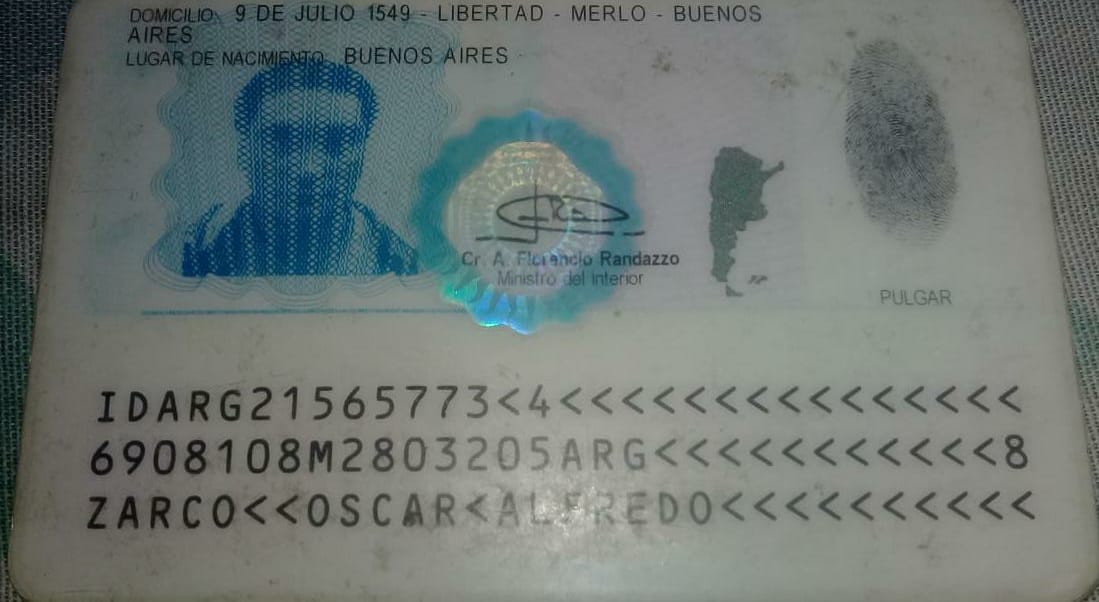 DOMICILIO: 9 DE JULIO 1549 - LIBERTAD - MERLO - BUENOS
AIRES
LUGAR DE NACIMIENTO: BUENOS AIRES
Cr. A. Florencio Randazzo
Ministro del Interior
PULGAR
IDARG21565773<4<<<<<<<<<<<<<<<
6908108M2803205ARG<<<<<<<<<<<8
ZARCO<<OSCAR<ALFREDO<<<<<<<<<<